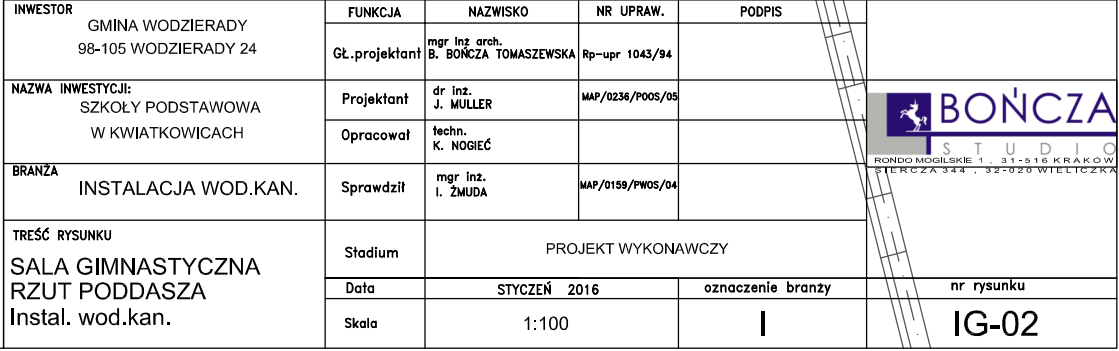 INWESTOR
GMINA WODZIERADY
98-105 WODZIERADY 24
NAZWA INWESTYCJI:
SZKOŁY PODSTAWOWA
W KWIATKOWICACH
BRANŻA
INSTALACJA WOD.KAN.
TREŚĆ RYSUNKU
SALA GIMNASTYCZNA
RZUT PODDASZA
Instal. wod.kan.
FUNKCJA NAZWISKO NR UPRAW. PODPIS
mgr inż arch.
GŁ.projektant B. BOŃCZA TOMASZEWSKA Rp-upr 1043/94
dr inż.
Projektant J. MULLER MAP/0236/POOS/05
techn.
Opracował K. NOGIEĆ
mgr inż.
Sprawdził I. ŻMUDA MAP/0159/PWOS/04
Stadium PROJEKT WYKONAWCZY
Data STYCZEŃ 2016 oznaczenie branży nr rysunku
Skala 1:100 I IG-02
BOŃCZA
STUDIO
RONDO MOGILSKIE 1, 31-516 KRAKÓW
SIERCZA 344, 32-020 WIELICZKA